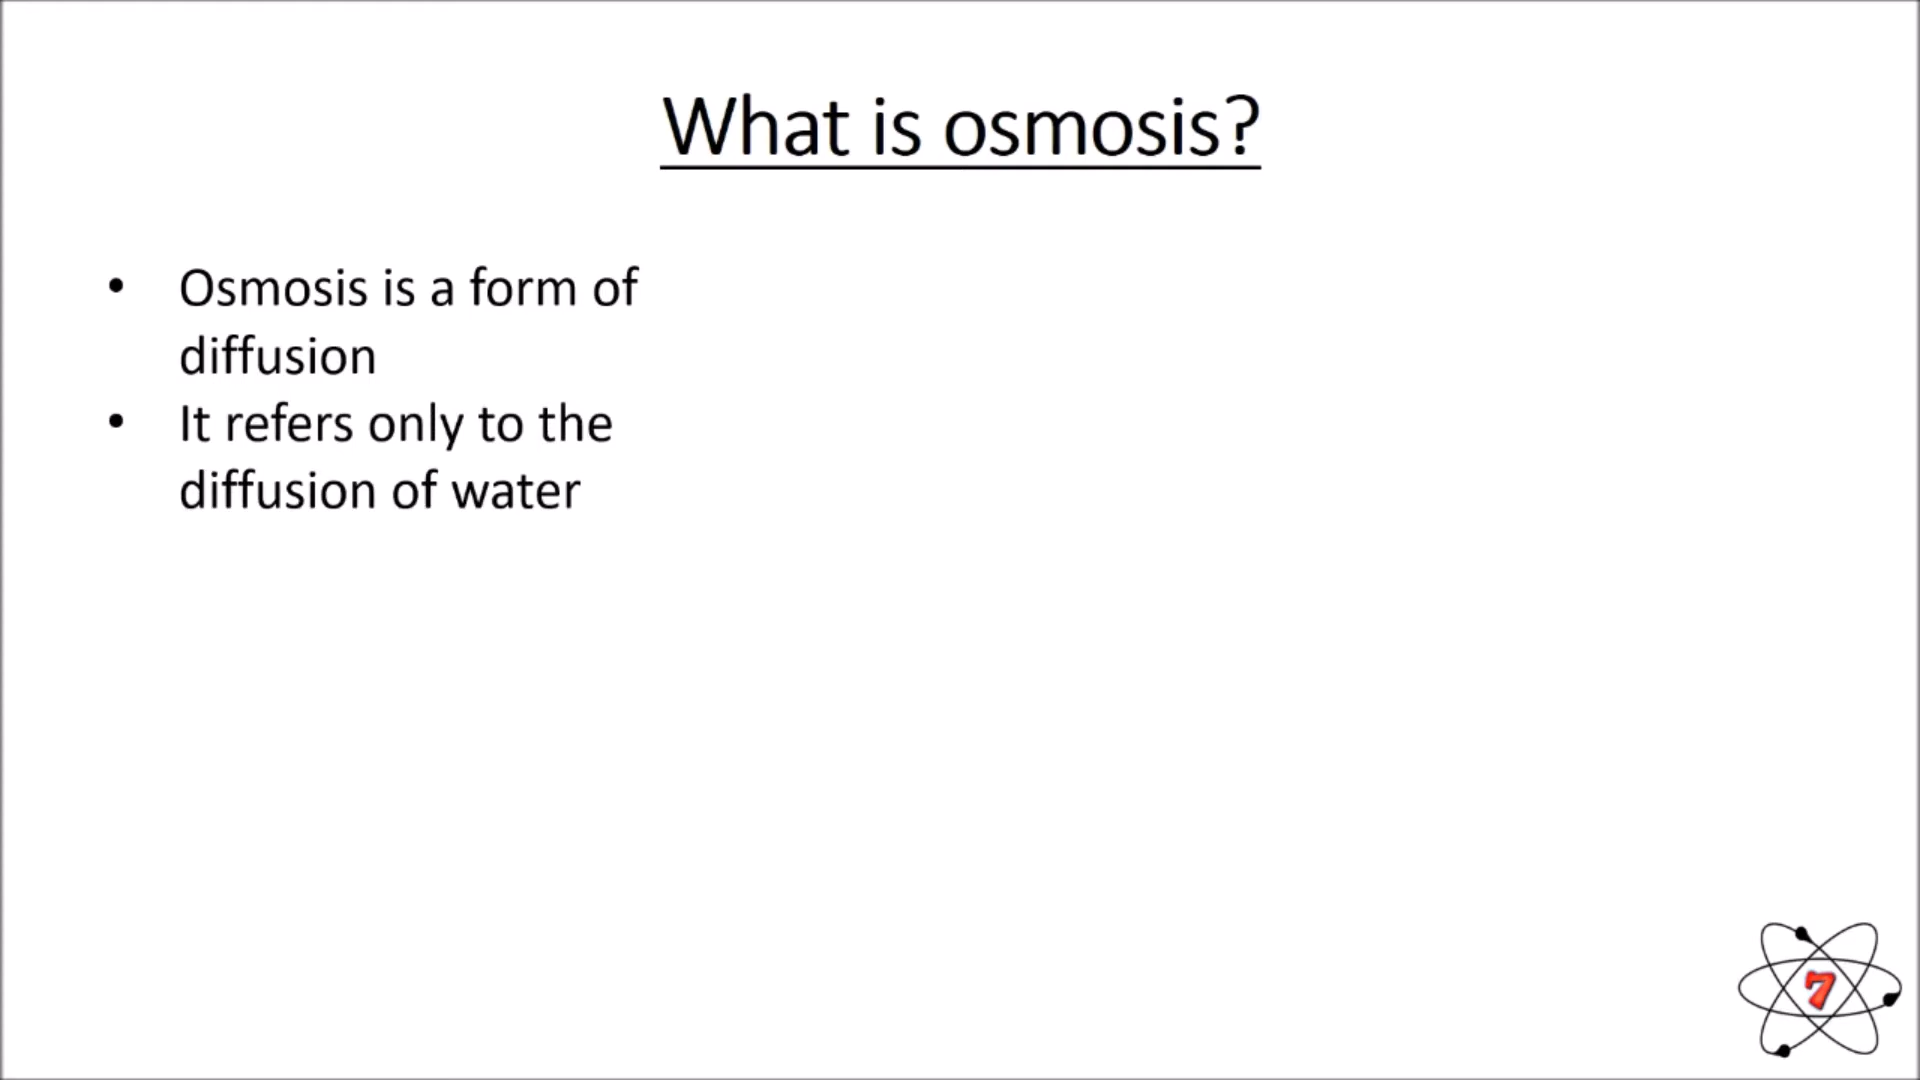 What is osmosis?
• Osmosis is a form of
diffusion
• It refers only to the
diffusion of water
7